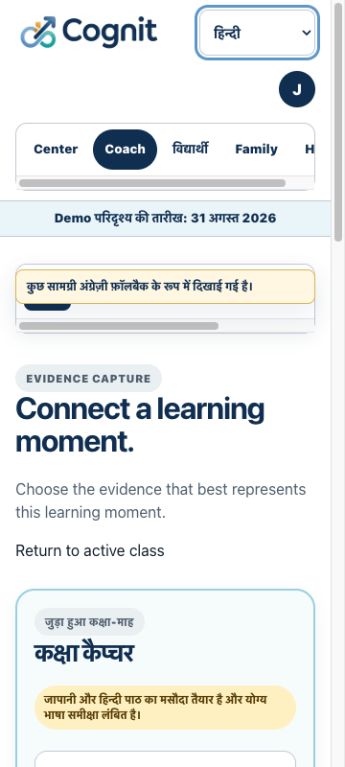 Cognit
हिन्दी
J
Center Coach विद्यार्थी Family H
Demo परिदृश्य की तारीख: 31 अगस्त 2026
कुछ सामग्री अंग्रेज़ी फ़ॉलबैक के रूप में दिखाई गई है।
EVIDENCE CAPTURE
Connect a learning
moment.
Choose the evidence that best represents
this learning moment.
Return to active class
जुड़ा हुआ कक्षा-माह
कक्षा कैप्चर
जापानी और हिन्दी पाठ का मसौदा तैयार है और योग्य
भाषा समीक्षा लंबित है।